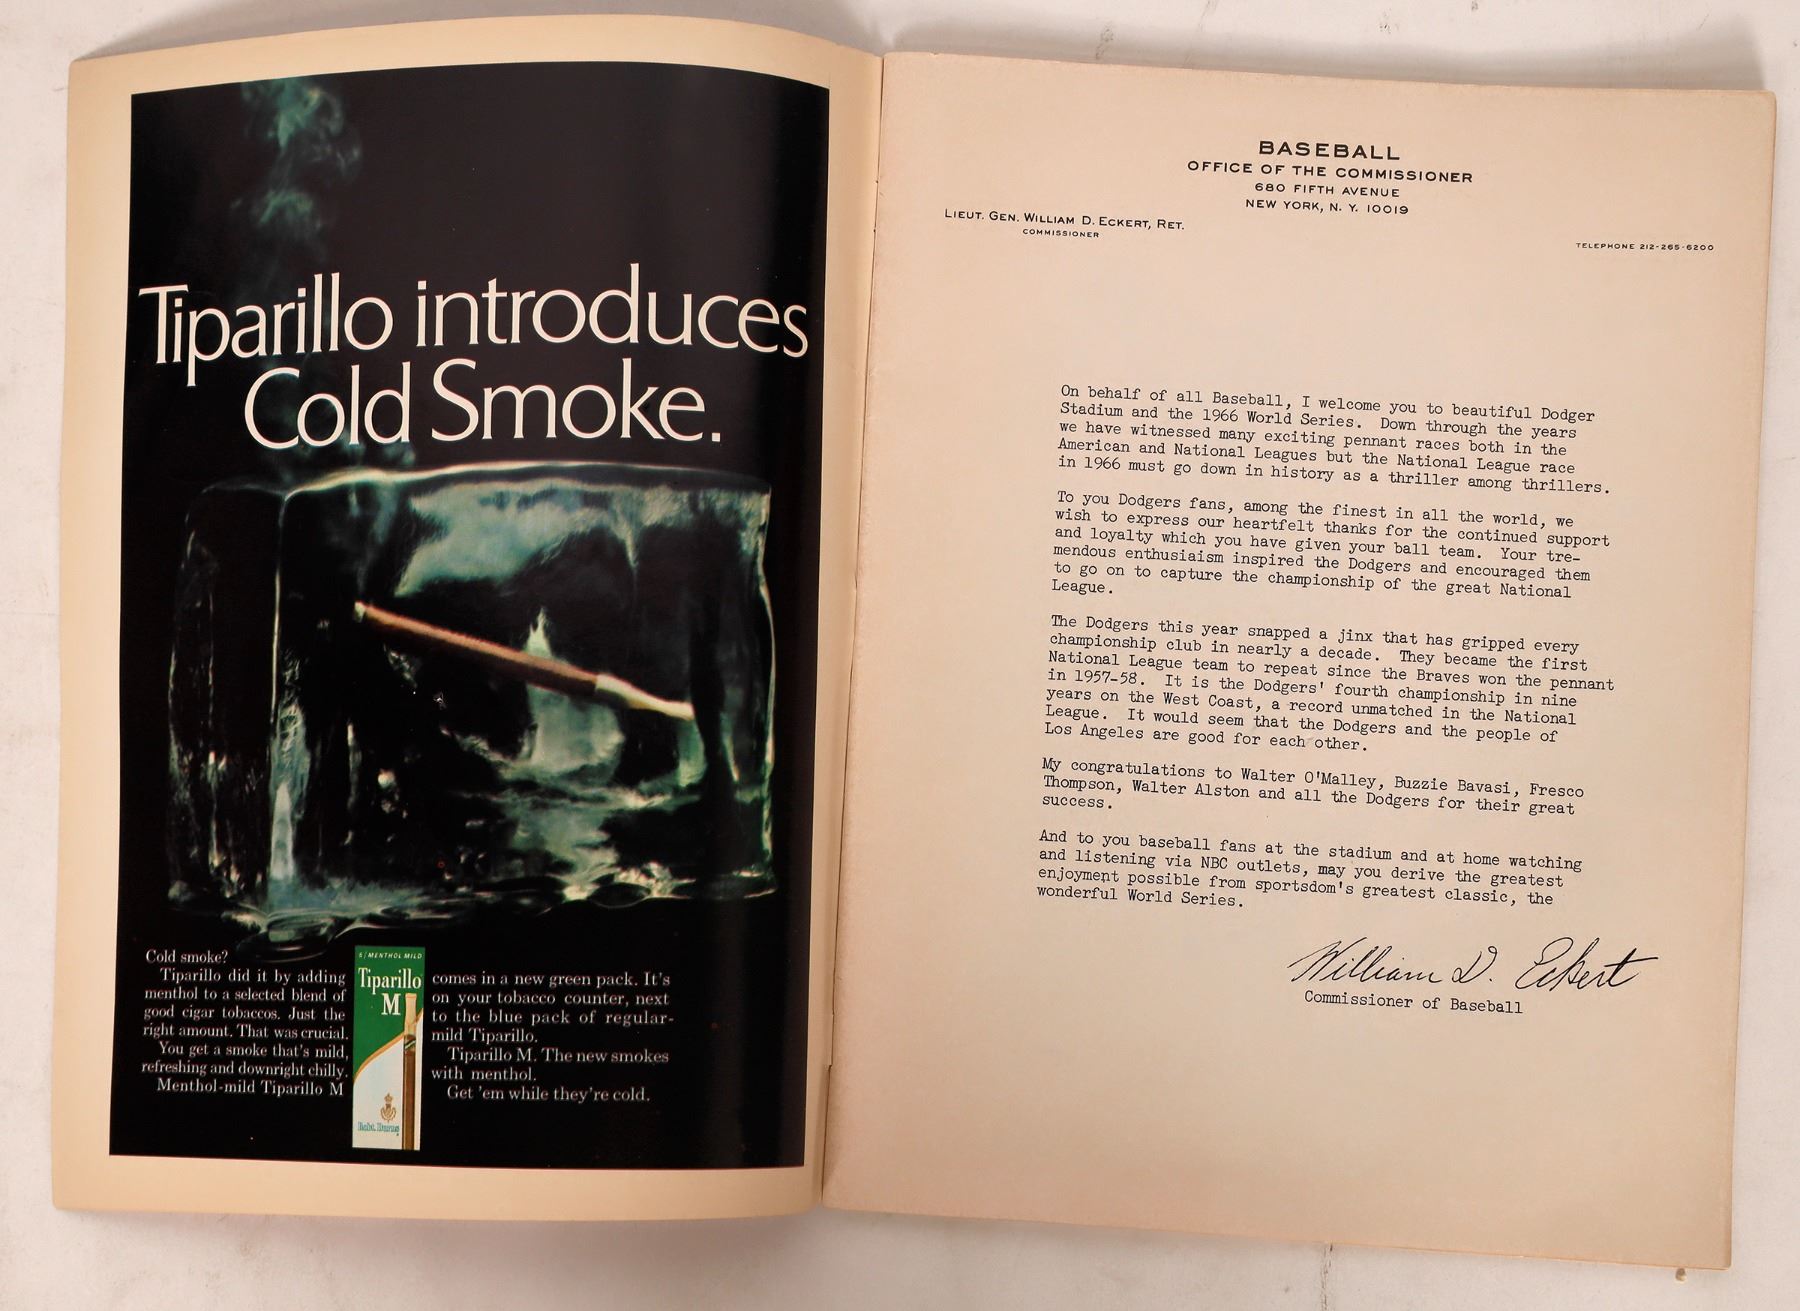 Tiparillo introduces
Cold Smoke.
Cold smoke?
Tiparillo did it by adding
menthol to a selected blend of
good cigar tobaccos. Just the
right amount. That was crucial.
You get a smoke that's mild,
refreshing and downright chilly.
Menthol-mild Tiparillo M
5/MENTHOL MILD
Tiparillo
M
Robt. Burns
comes in a new green pack. It's
on your tobacco counter, next
to the blue pack of regular-
mild Tiparillo.
Tiparillo M. The new smokes
with menthol.
Get 'em while they're cold.
BASEBALL
OFFICE OF THE COMMISSIONER
680 FIFTH AVENUE
NEW YORK, N. Y. 10019
LIEUT. GEN. WILLIAM D. ECKERT, RET.
COMMISSIONER
TELEPHONE 212-265-6200
On behalf of all Baseball, I welcome you to beautiful Dodger
Stadium and the 1966 World Series. Down through the years
we have witnessed many exciting pennant races both in the
American and National Leagues but the National League race
in 1966 must go down in history as a thriller among thrillers.
To you Dodgers fans, among the finest in all the world, we
wish to express our heartfelt thanks for the continued support
and loyalty which you have given your ball team. Your tre-
mendous enthusiaism inspired the Dodgers and encouraged them
to go on to capture the championship of the great National
League.
The Dodgers this year snapped a jinx that has gripped every
championship club in nearly a decade. They became the first
National League team to repeat since the Braves won the pennant
in 1957-58. It is the Dodgers' fourth championship in nine
years on the West Coast, a record unmatched in the National
League. It would seem that the Dodgers and the people of
Los Angeles are good for each other.
My congratulations to Walter O'Malley, Buzzie Bavasi, Fresco
Thompson, Walter Alston and all the Dodgers for their great
success.
And to you baseball fans at the stadium and at home watching
and listening via NBC outlets, may you derive the greatest
enjoyment possible from sportsdom's greatest classic, the
wonderful World Series.
William D. Eckert
Commissioner of Baseball